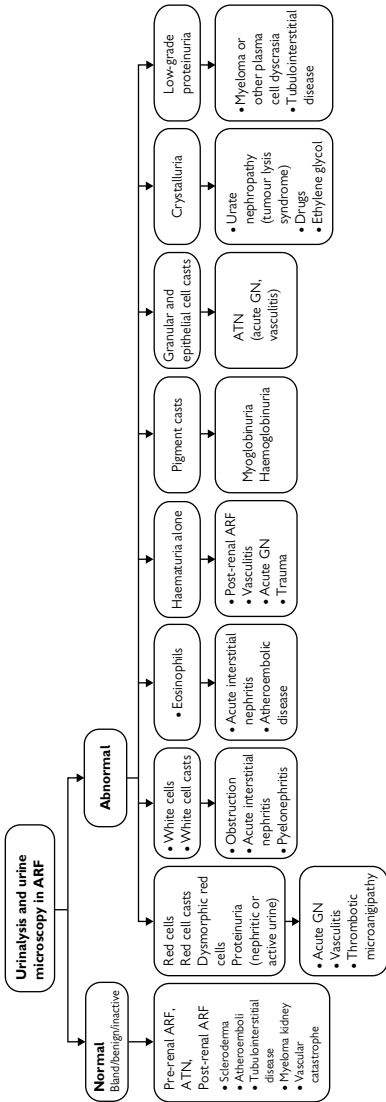 Urinalysis and urine
microscopy in ARF
Normal
Bland/benign/inactive
Abnormal
Pre-renal ARF,
ATN,
Post-renal ARF
• Scleroderma
• Atheroemboli
• Tubulointerstitial
disease
• Myeloma kidney
• Vascular
catastrophe
Red cells
Red cell casts
Dysmorphic red
cells
Proteinuria
(nephritic or
active urine)
• Acute GN
• Vasculitis
• Thrombotic
microanigipathy
• White cells
• White cell casts
• Obstruction
• Acute interstitial
nephritis
• Pyelonephritis
• Eosinophils
• Acute interstitial
nephritis
• Atheroembolic
disease
Haematuria alone
• Post-renal ARF
• Vasculitis
• Acute GN
• Trauma
Pigment casts
Myoglobinuria
Haemoglobinuria
Granular and
epithelial cell casts
ATN
(acute GN,
vasculitis)
Crystalluria
• Urate
nephropathy
(tumour lysis
syndrome)
• Drugs
• Ethylene glycol
Low-grade
proteinuria
• Myeloma or
other plasma
cell dyscrasia
• Tubulointerstitial
disease